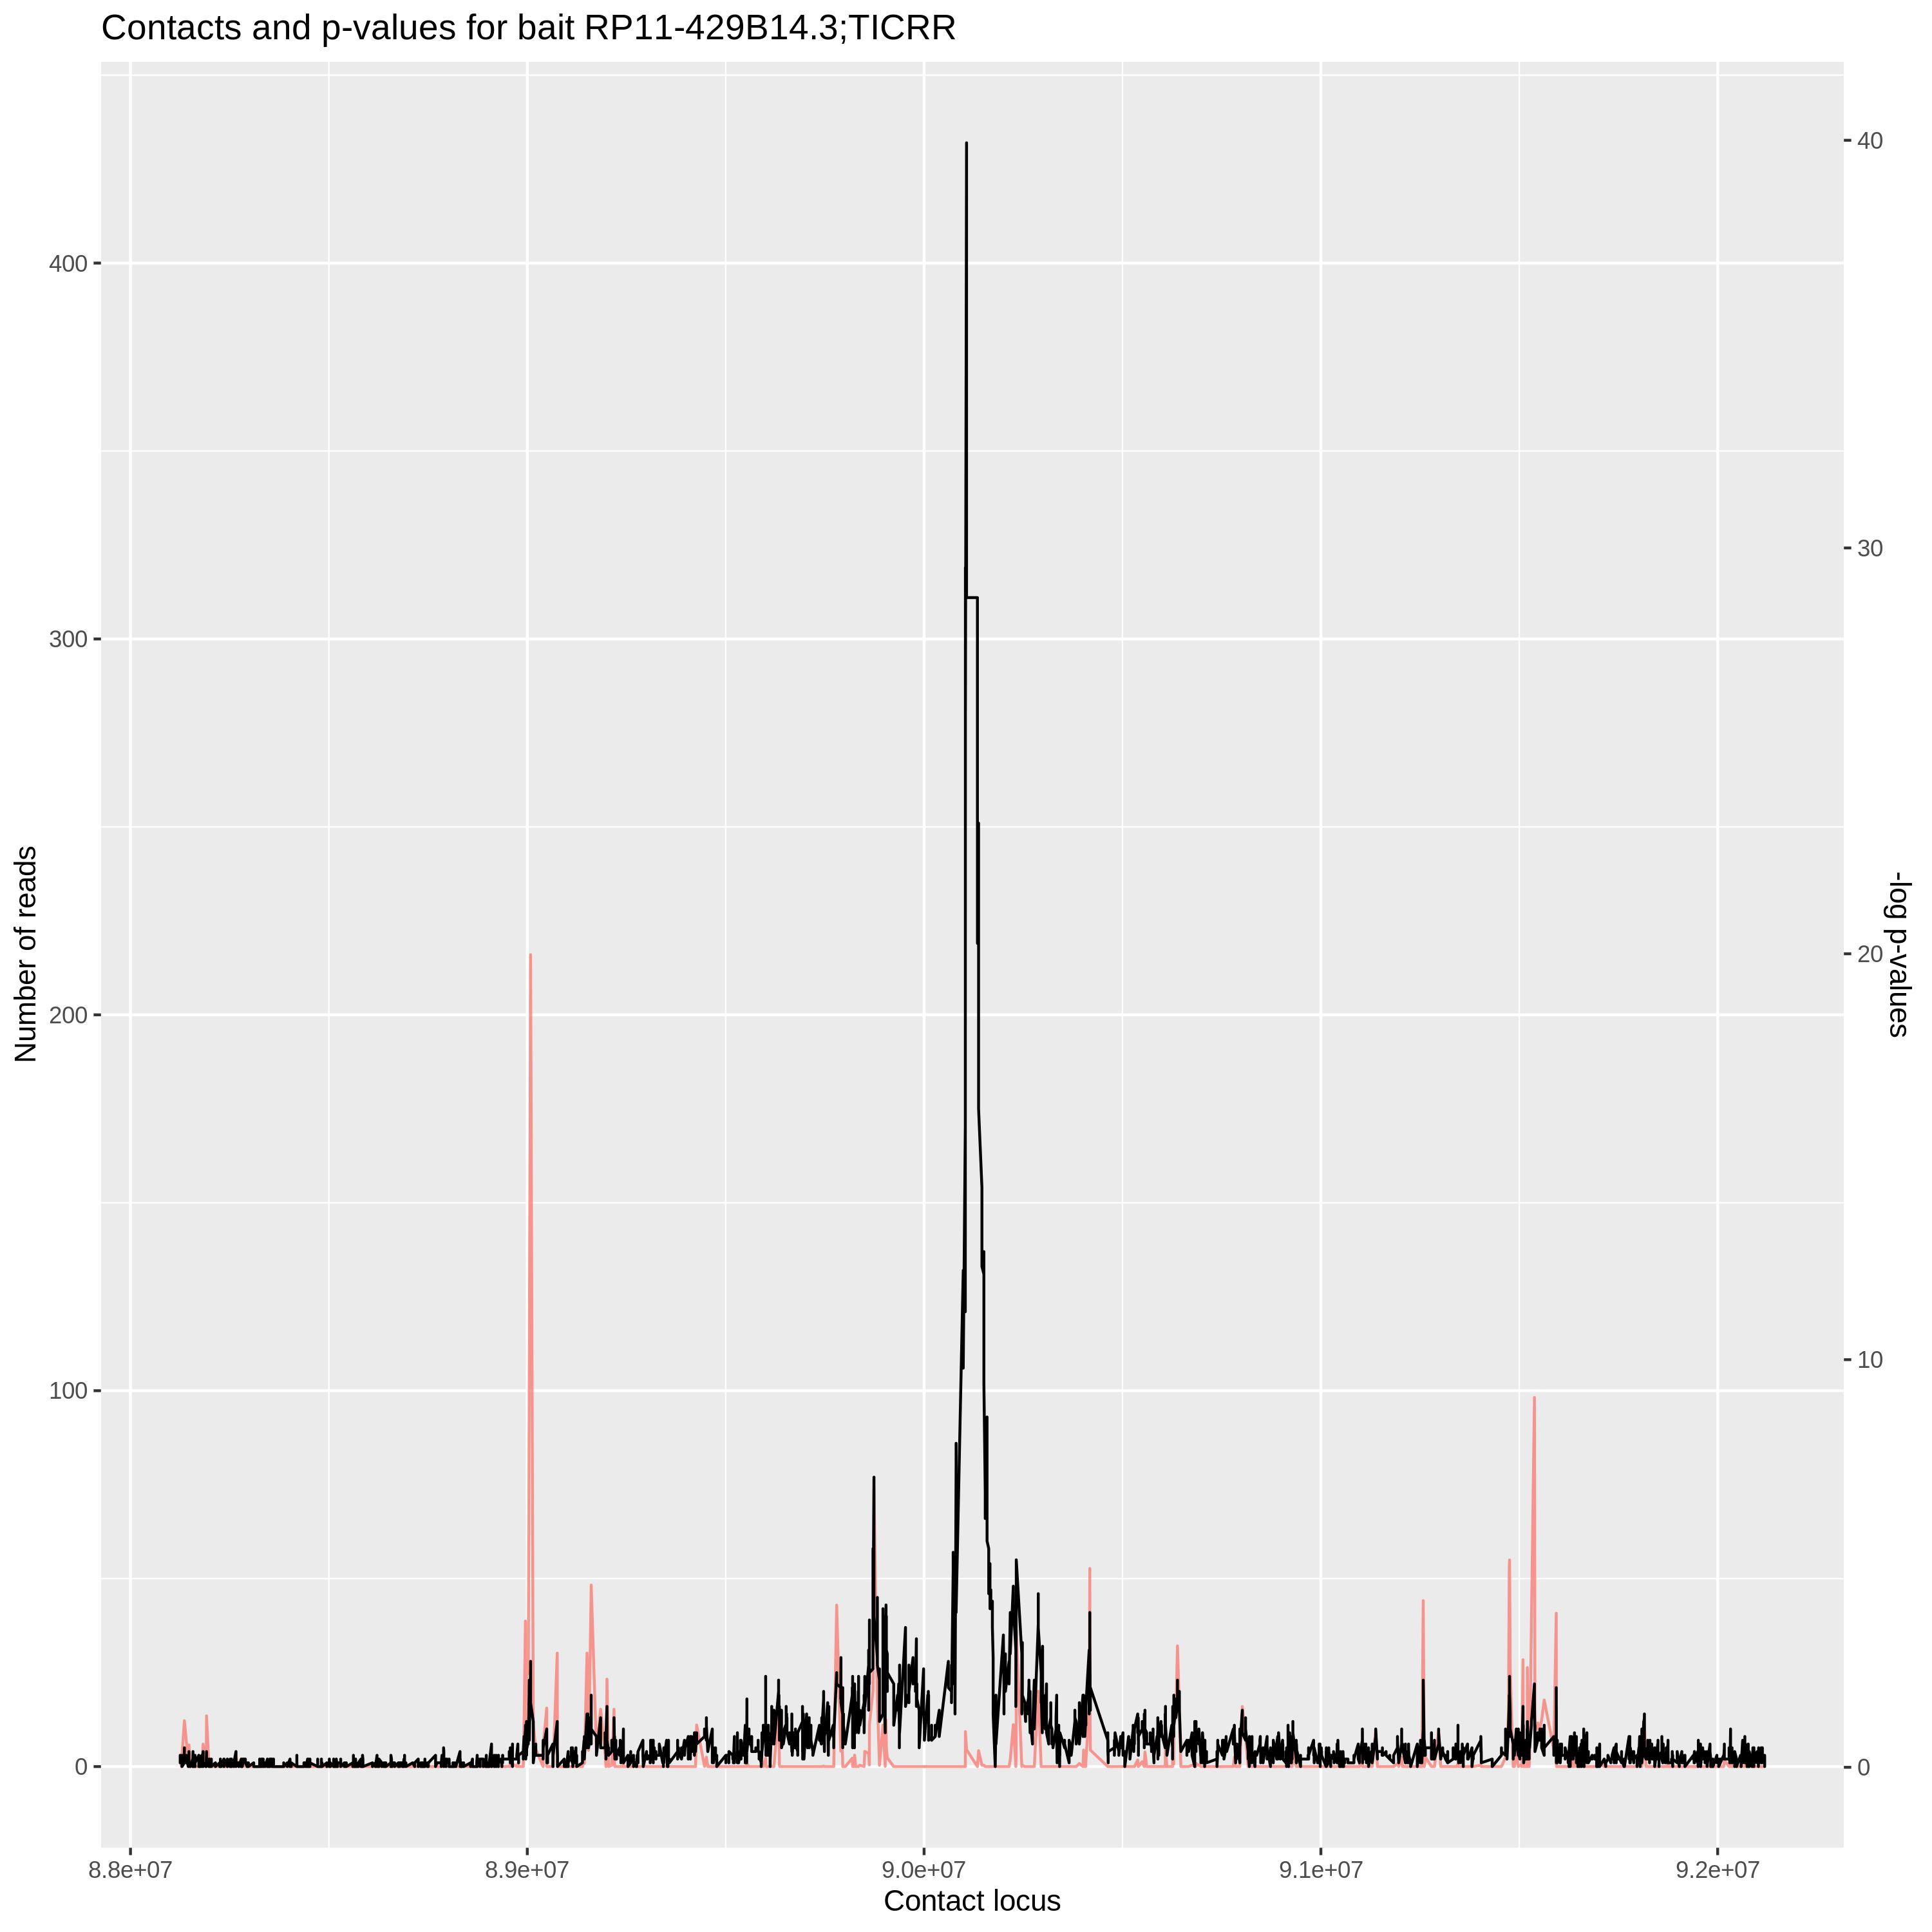 Contacts and p-values for bait RP11-429B14.3;TICRR
400
300
200
100
0
Number of reads
40
30
20
10
0
-log p-values
8.8e+07 8.9e+07 9.0e+07 9.1e+07 9.2e+07
Contact locus